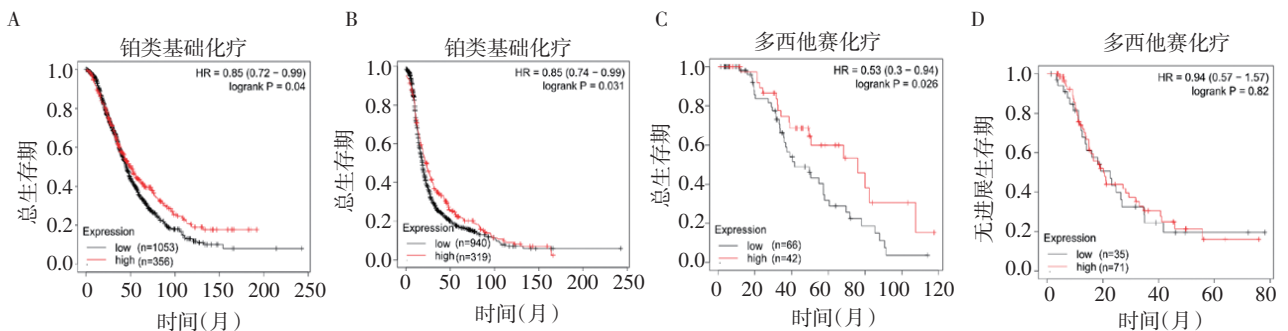 A
铂类基础化疗
HR = 0.85 (0.72 − 0.99)
logrank P = 0.04
总生存期
1.0
0.8
0.6
0.4
0.2
0.0
Expression
low (n=1053)
high (n=356)
0 50 100 150 200 250
时间(月)
B
铂类基础化疗
HR = 0.85 (0.74 − 0.99)
logrank P = 0.031
总生存期
1.0
0.8
0.6
0.4
0.2
0.0
Expression
low (n=940)
high (n=319)
0 50 100 150 200 250
时间(月)
C
多西他赛化疗
HR = 0.53 (0.3 − 0.94)
logrank P = 0.026
总生存期
1.0
0.8
0.6
0.4
0.2
0.0
Expression
low (n=66)
high (n=42)
0 20 40 60 80 100 120
时间(月)
D
多西他赛化疗
HR = 0.94 (0.57 − 1.57)
logrank P = 0.82
无进展生存期
1.0
0.8
0.6
0.4
0.2
0.0
Expression
low (n=35)
high (n=71)
0 20 40 60 80
时间(月)